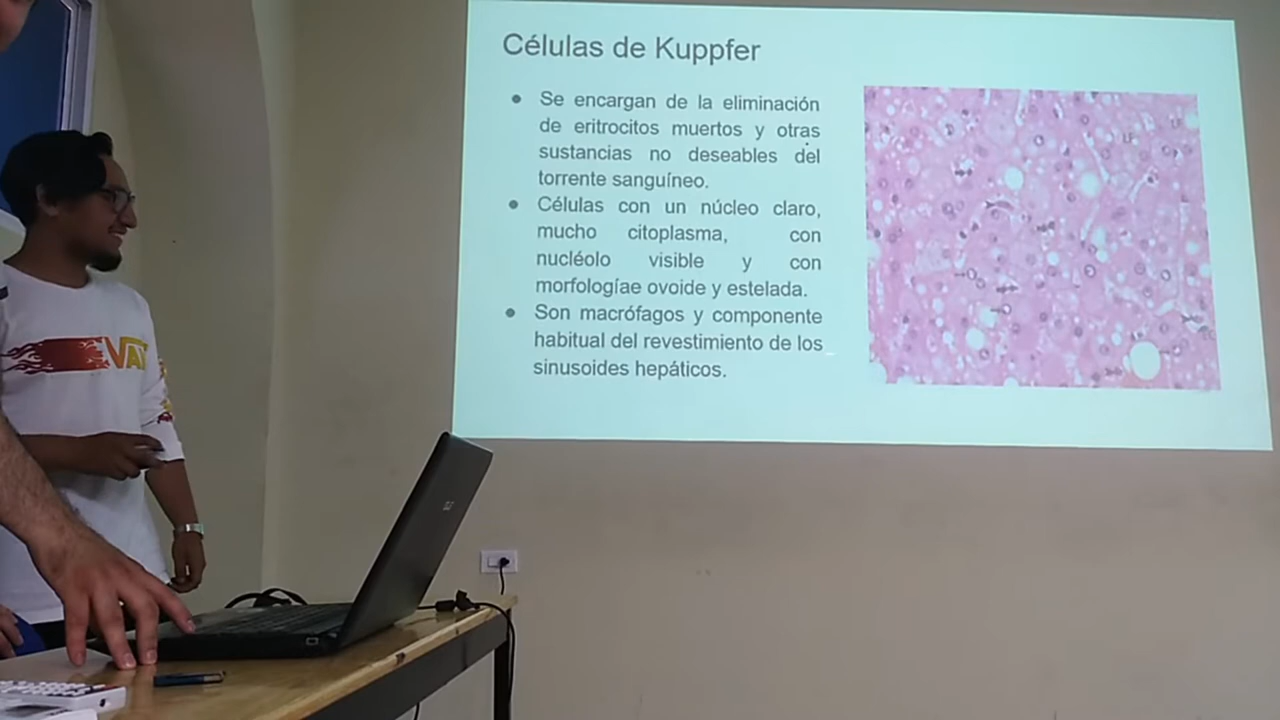 Células de Kuppfer
Se encargan de la eliminación
de eritrocitos muertos y otras
sustancias no deseables del
torrente sanguíneo.
Células con un núcleo claro,
mucho citoplasma, con
nucléolo visible y con
morfologíae ovoide y estelada.
Son macrófagos y componente
habitual del revestimiento de los
sinusoides hepáticos.
VAN
hp